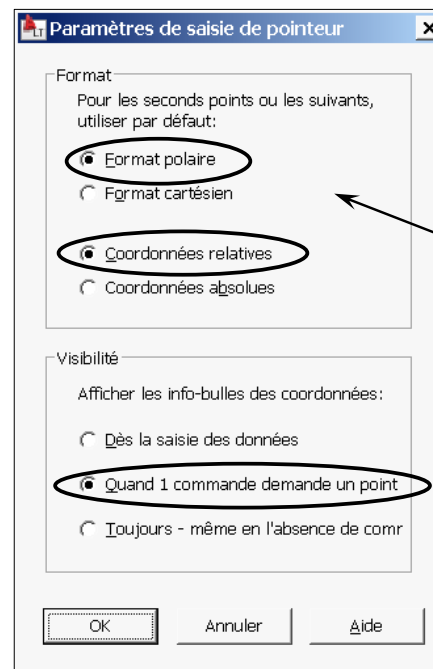 Paramètres de saisie de pointeur
Format
Pour les seconds points ou les suivants,
utiliser par défaut:
Format polaire
Format cartésien
Coordonnées relatives
Coordonnées absolues
Visibilité
Afficher les info-bulles des coordonnées:
Dès la saisie des données
Quand 1 commande demande un point
Toujours - même en l'absence de comr
OK
Annuler
Aide